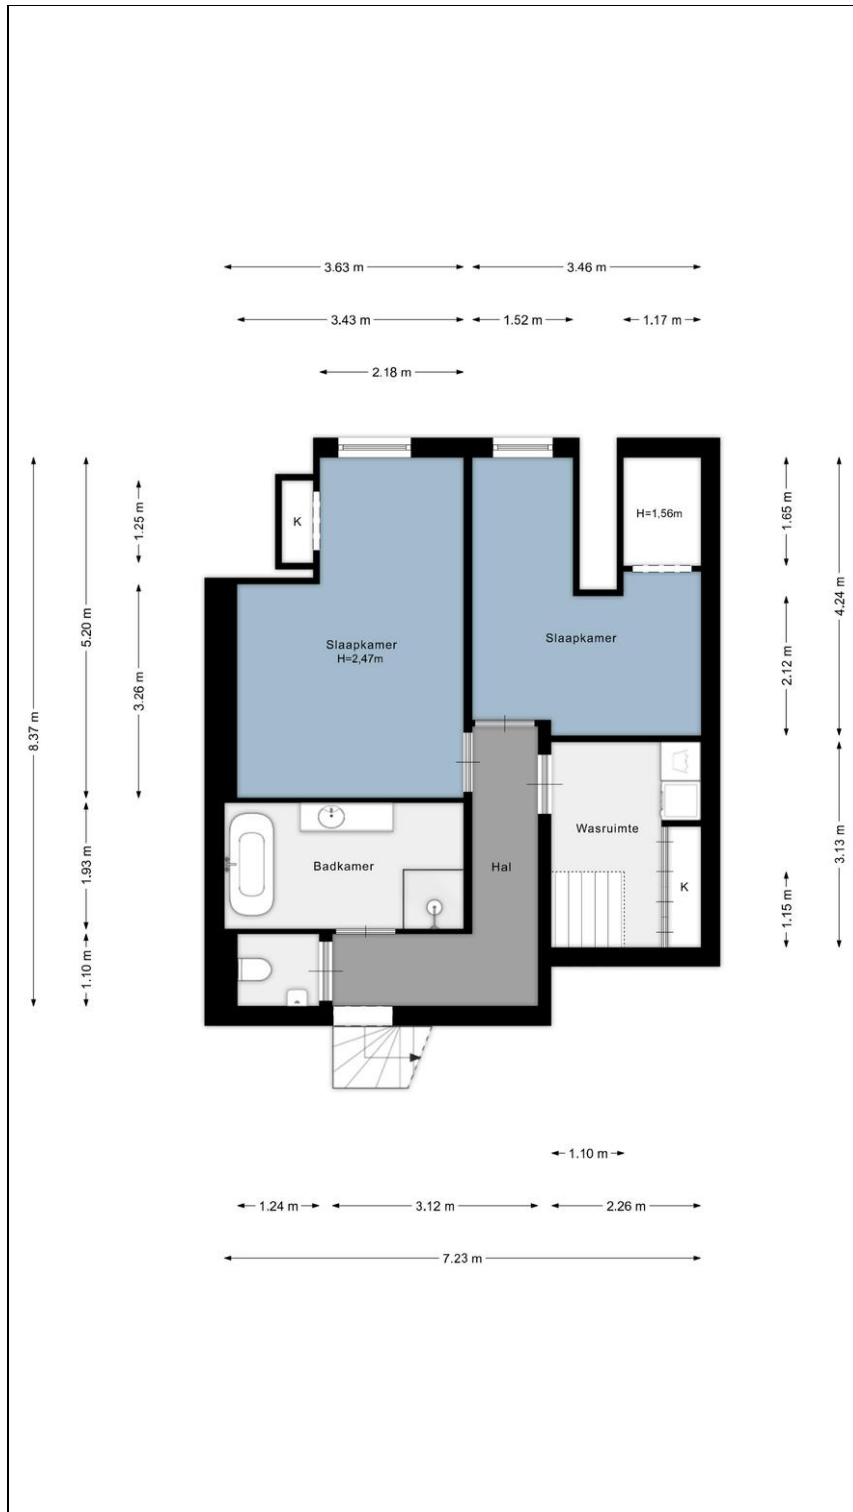 3.63 m
3.46 m
3.43 m
1.52 m
1.17 m
2.18 m
K
H=1,56m
1.25 m
1.65 m
5.20 m
4.24 m
Slaapkamer
H=2,47m
Slaapkamer
2.12 m
3.26 m
8.37 m
Wasruimte
3.13 m
Badkamer
Hal
1.93 m
K
1.15 m
1.10 m
1.10 m
1.24 m
3.12 m
2.26 m
7.23 m